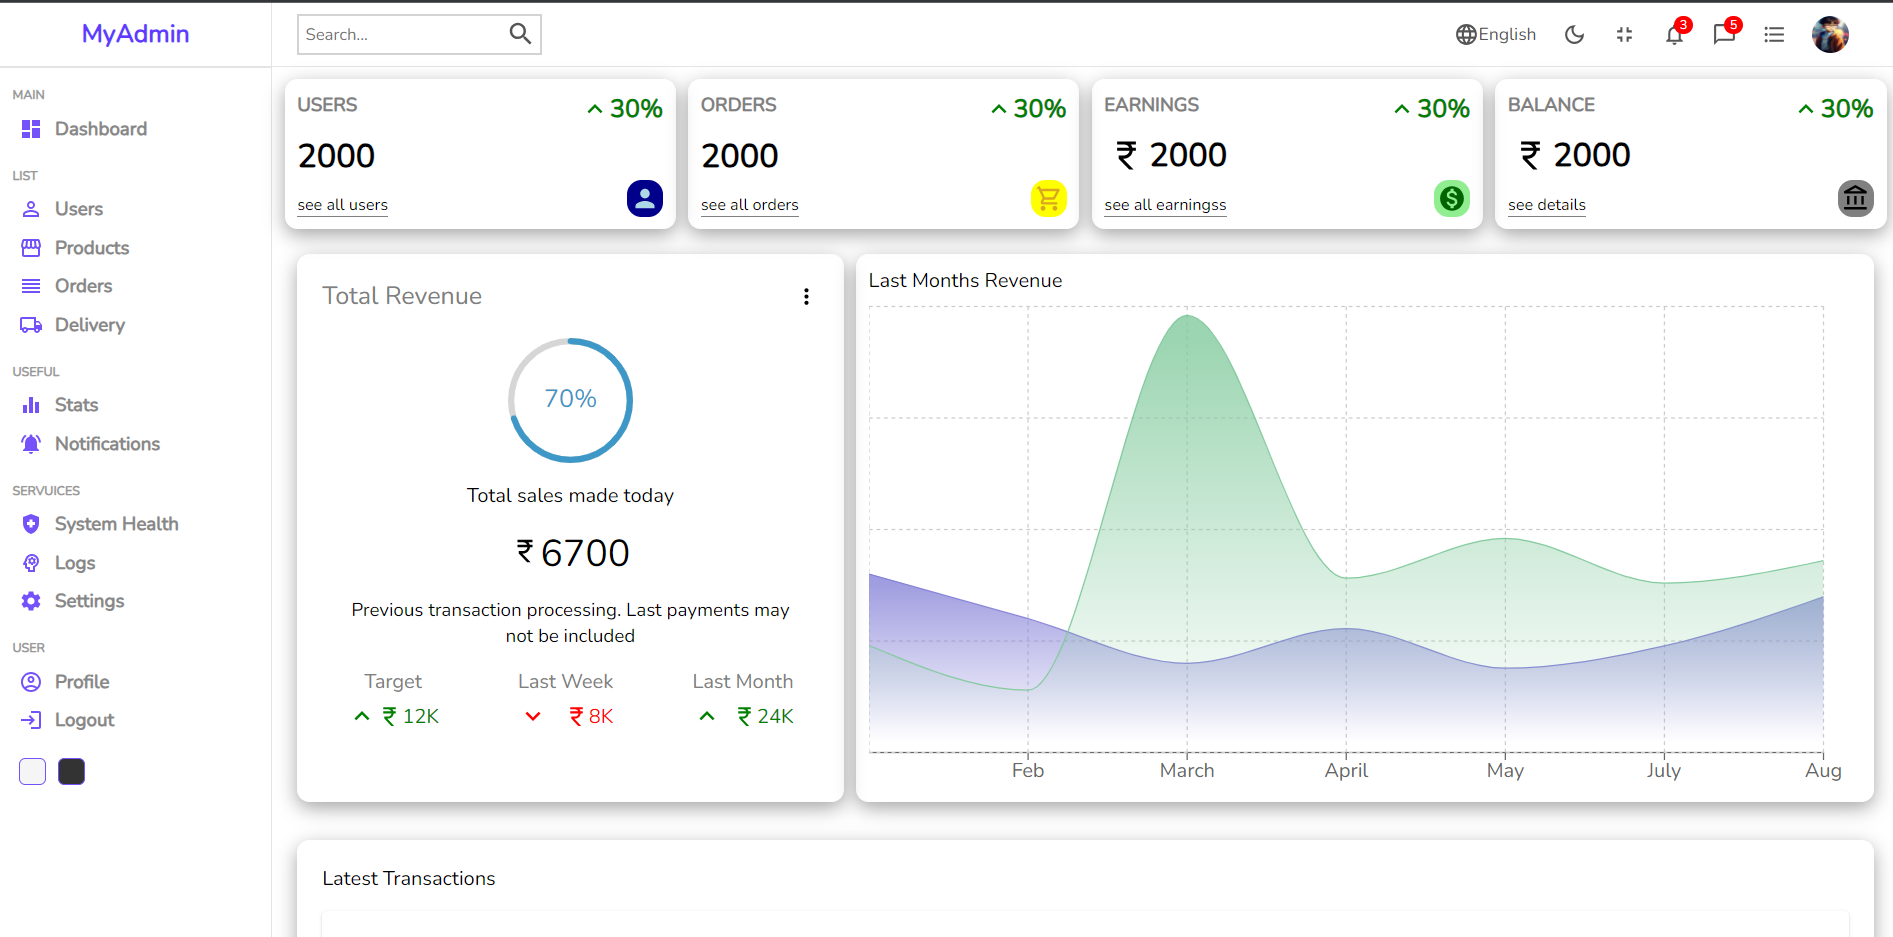 MyAdmin
Search...
English
3
5
MAIN
Dashboard
LIST
Users
Products
Orders
Delivery
USEFUL
Stats
Notifications
SERVUICES
System Health
Logs
Settings
USER
Profile
Logout
USERS
30%
2000
see all users
ORDERS
30%
2000
see all orders
EARNINGS
30%
₹ 2000
see all earningss
BALANCE
30%
₹ 2000
see details
Total Revenue
70%
Total sales made today
₹ 6700
Previous transaction processing. Last payments may
not be included
Target
₹ 12K
Last Week
₹ 8K
Last Month
₹ 24K
Last Months Revenue
Feb March April May July Aug
Latest Transactions